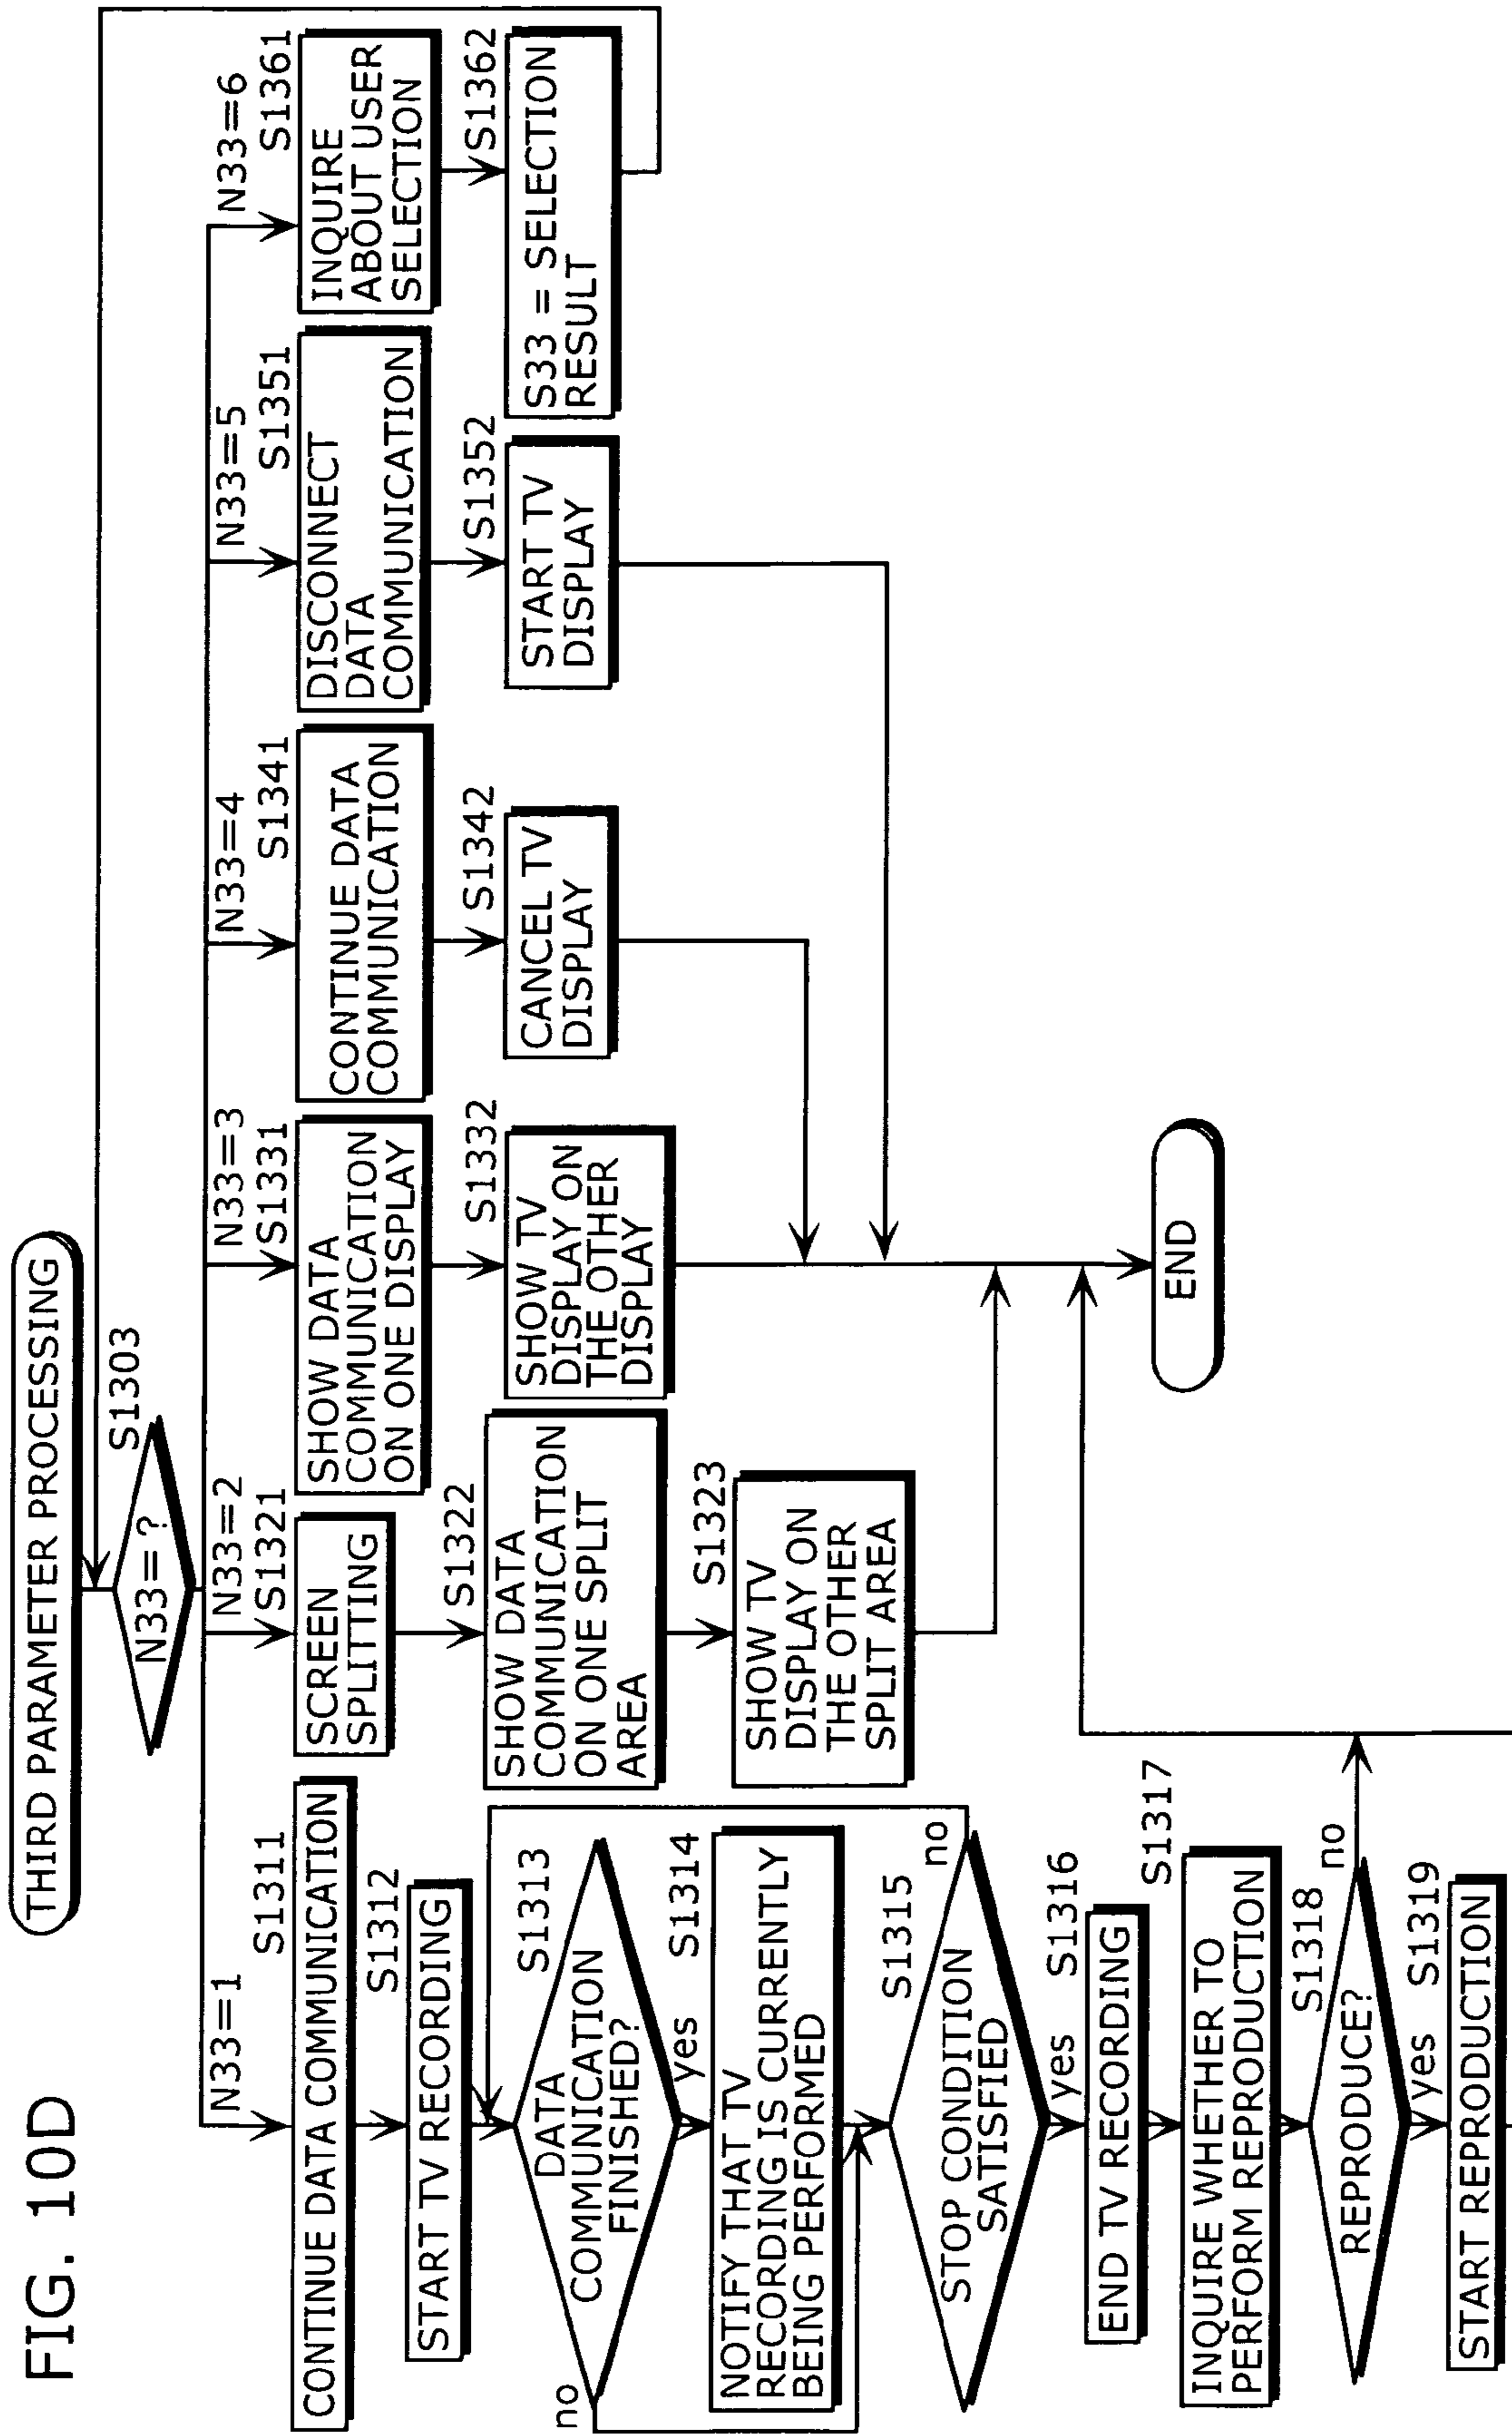 FIG. 10D
THIRD PARAMETER PROCESSING
S1303
N33= ?
N33=1
S1311
CONTINUE DATA COMMUNICATION
S1312
START TV RECORDING
S1313
DATA
COMMUNICATION
FINISHED?
no
yes
S1314
NOTIFY THAT TV
RECORDING IS CURRENTLY
BEING PERFORMED
S1315
STOP CONDITION
SATISFIED
no
yes
S1316
END TV RECORDING
S1317
INQUIRE WHETHER TO
PERFORM REPRODUCTION
S1318
REPRODUCE?
no
yes
S1319
START REPRODUCTION
N33=2
S1321
SCREEN
SPLITTING
S1322
SHOW DATA
COMMUNICATION
ON ONE SPLIT
AREA
S1323
SHOW TV
DISPLAY ON
THE OTHER
SPLIT AREA
N33=3
S1331
SHOW DATA
COMMUNICATION
ON ONE DISPLAY
S1332
SHOW TV
DISPLAY ON
THE OTHER
DISPLAY
N33=4
S1341
CONTINUE DATA
COMMUNICATION
S1342
CANCEL TV
DISPLAY
N33=5
S1351
DISCONNECT
DATA
COMMUNICATION
S1352
START TV
DISPLAY
N33=6
S1361
INQUIRE
ABOUT USER
SELECTION
S1362
S33 = SELECTION
RESULT
END